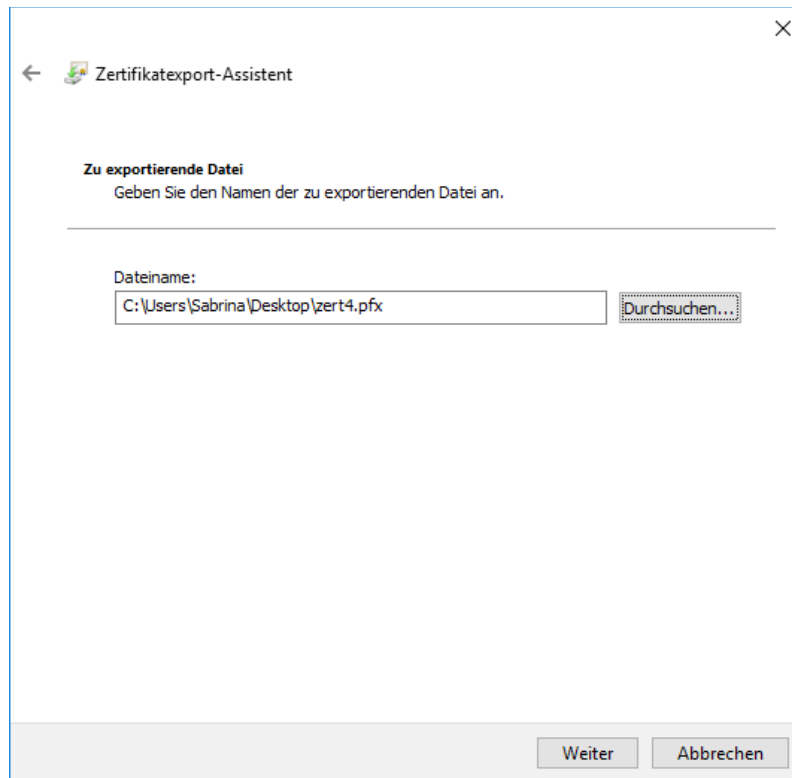 Zertifikatexport-Assistent
Zu exportierende Datei
Geben Sie den Namen der zu exportierenden Datei an.
Dateiname:
C:\Users\Sabrina\Desktop\zert4.pfx
Durchsuchen...
Weiter
Abbrechen